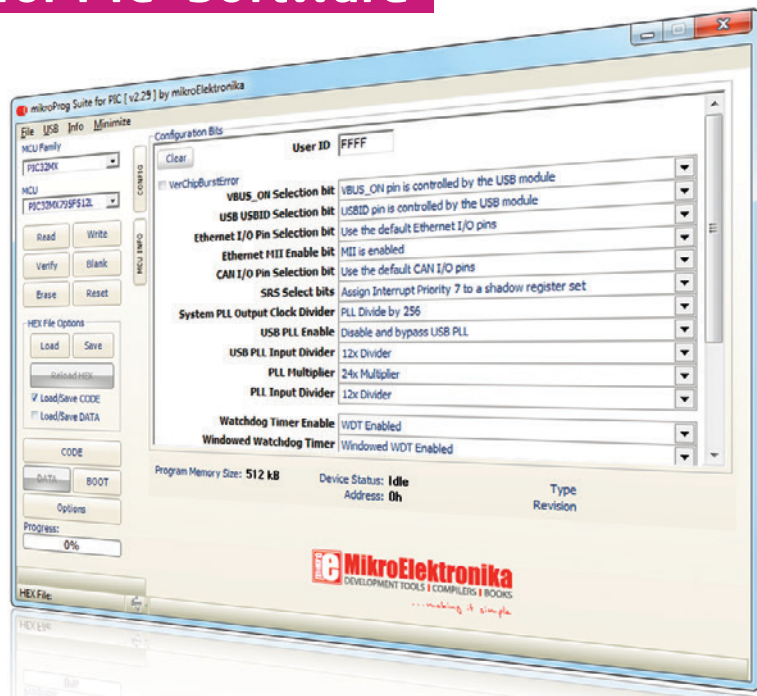 for PIC® Software
mikroProg Suite for PIC [ v2.29 ] by mikroElektronika
File USB Info Minimize
MCU Family
PIC32MX
MCU
PIC32MX795F512L
Read Write
Verify Blank
Erase Reset
HEX File Options
Load Save
Reload HEX
Load/Save CODE
Load/Save DATA
CODE
DATA BOOT
Options
Progress:
0%
HEX File:
CONFIG
MCU INFO
Configuration Bits
Clear
User ID FFFF
VerChipBurstError
VBUS_ON Selection bit VBUS_ON pin is controlled by the USB module
USB USBID Selection bit USBID pin is controlled by the USB module
Ethernet I/O Pin Selection bit Use the default Ethernet I/O pins
Ethernet MII Enable bit MII is enabled
CAN I/O Pin Selection bit Use the default CAN I/O pins
SRS Select bits Assign Interrupt Priority 7 to a shadow register set
System PLL Output Clock Divider PLL Divide by 256
USB PLL Enable Disable and bypass USB PLL
USB PLL Input Divider 12x Divider
PLL Multiplier 24x Multiplier
PLL Input Divider 12x Divider
Watchdog Timer Enable WDT Enabled
Windowed Watchdog Timer Windowed WDT Enabled
Program Memory Size: 512 kB
Device Status: Idle
Address: 0h
Type
Revision
MikroElektronika
DEVELOPMENT TOOLS | COMPILERS | BOOKS
...making it simple